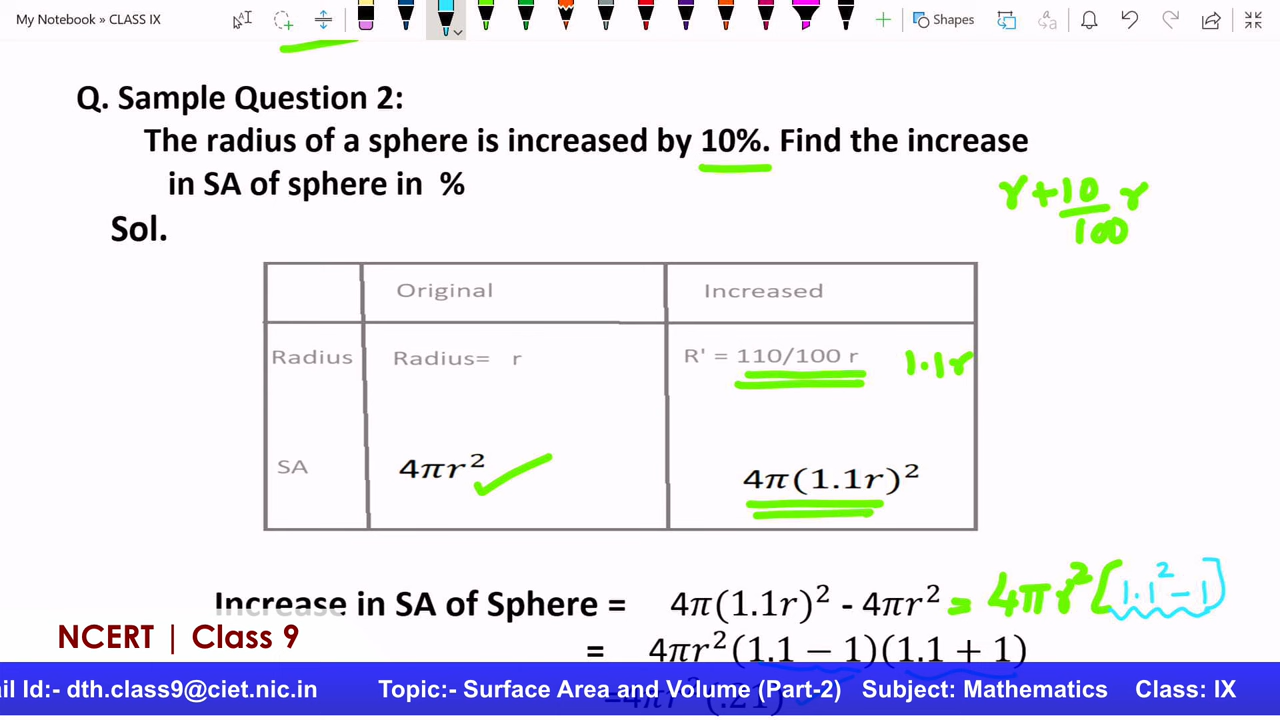 My Notebook » CLASS IX
Shapes
Q. Sample Question 2:
The radius of a sphere is increased by 10%. Find the increase
in SA of sphere in %
r + 10/100 r
Sol.
Original Increased
Radius Radius= r R' = 110/100 r 1.1r
SA 4πr² 4π(1.1r)²
Increase in SA of Sphere = 4π(1.1r)² - 4πr² = 4πr² [1.1² - 1]
= 4πr²(1.1 − 1)(1.1 + 1)
NCERT | Class 9
ail Id:- dth.class9@ciet.nic.in Topic:- Surface Area and Volume (Part-2) Subject: Mathematics Class: IX
=4πr²(.21)